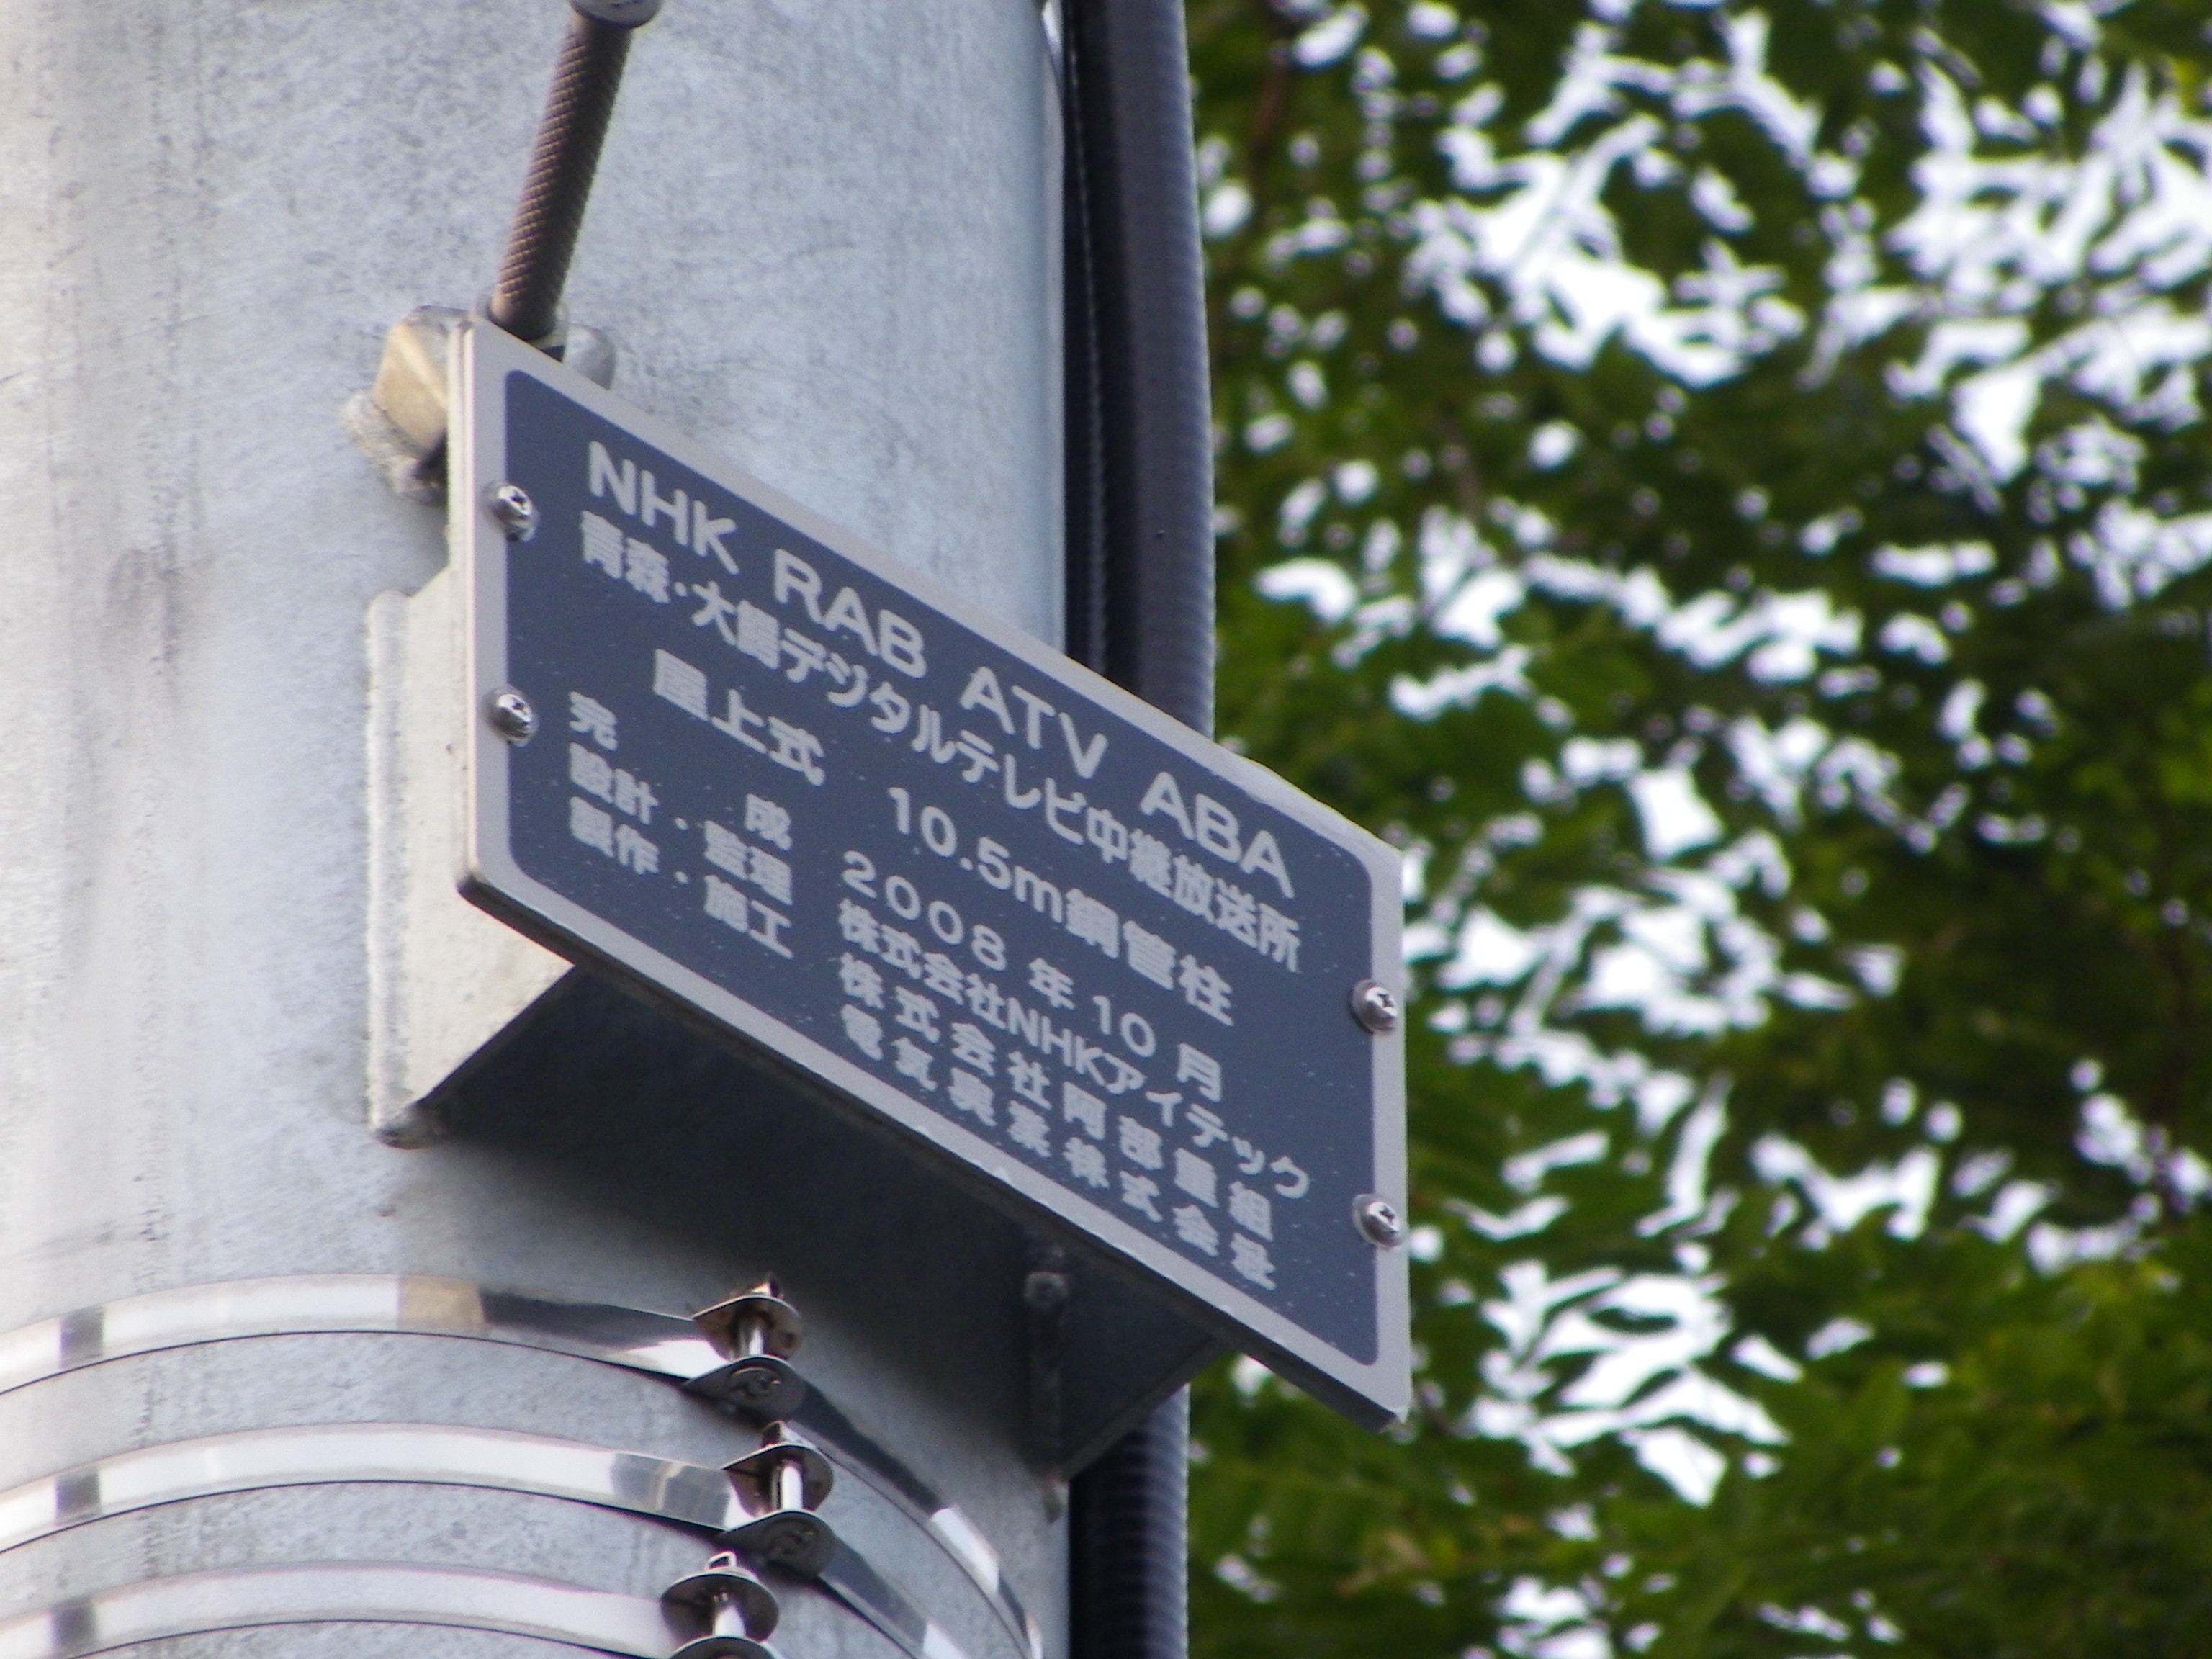 NHK RAB ATV ABA
青森・大鰐デジタルテレビ中継放送所
屋上式 10.5m鋼管柱
完成 2008年10月
設計・監理 株式会社NHKアイテック
製作・施工 株式会社阿部重組
電気興業株式会社